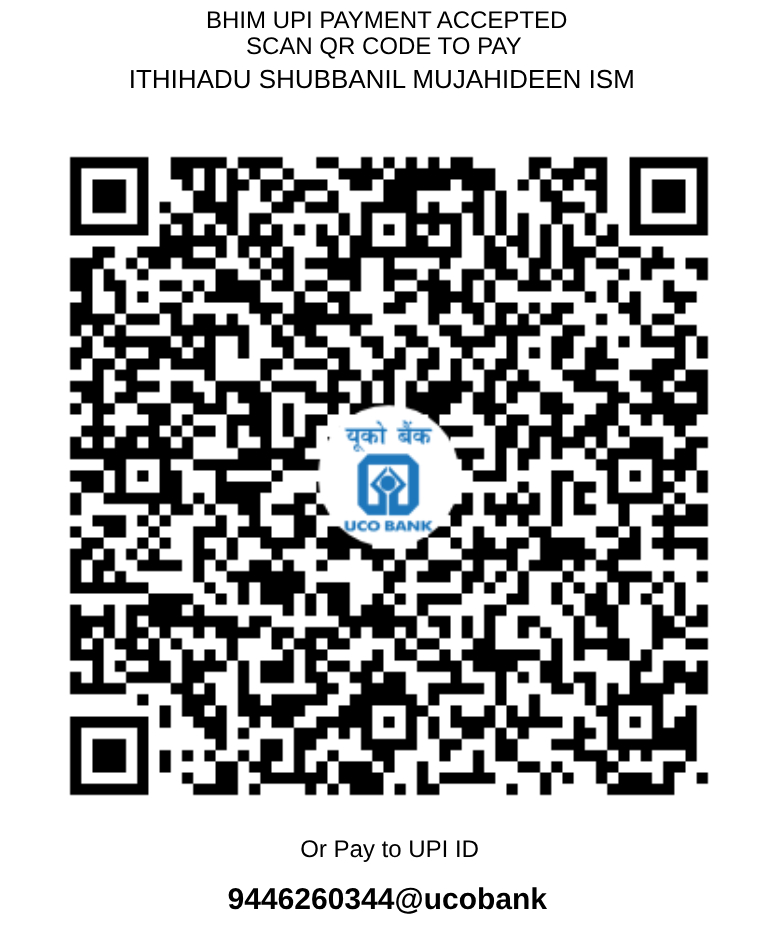 BHIM UPI PAYMENT ACCEPTED
SCAN QR CODE TO PAY
ITHIHADU SHUBBANIL MUJAHIDEEN ISM
यूको बैंक
UCO BANK
Or Pay to UPI ID
9446260344@ucobank